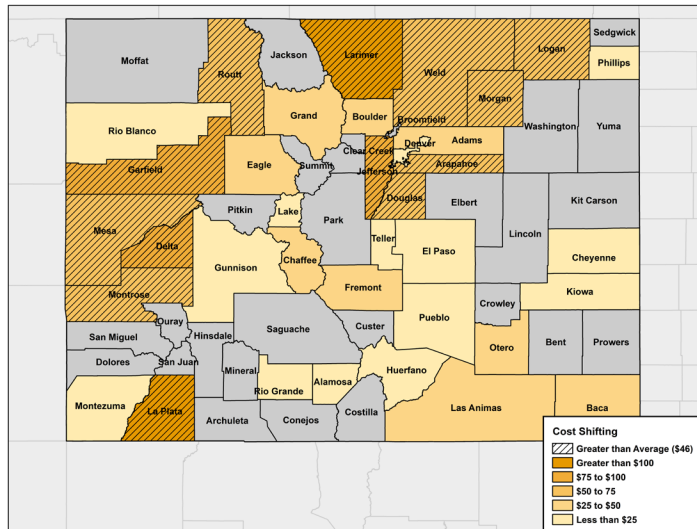 Sedgwick
Moffat
Jackson
Larimer
Logan
Routt
Weld
Phillips
Morgan
Grand
Boulder
Broomfield
Washington
Yuma
Rio Blanco
Denver
Adams
Clear Creek
Garfield
Eagle
Summit
Arapahoe
Jefferson
Douglas
Elbert
Kit Carson
Pitkin
Lake
Park
Mesa
Lincoln
Teller
Delta
El Paso
Chaffee
Cheyenne
Gunnison
Fremont
Montrose
Kiowa
Crowley
Ouray
Pueblo
Custer
Saguache
San Miguel
Hinsdale
Otero
Bent
Prowers
Dolores
San Juan
Mineral
Huerfano
Rio Grande
Alamosa
Montezuma
La Plata
Las Animas
Baca
Costilla
Archuleta
Conejos
Cost Shifting
Greater than Average ($46)
Greater than $100
$75 to $100
$50 to 75
$25 to $50
Less than $25